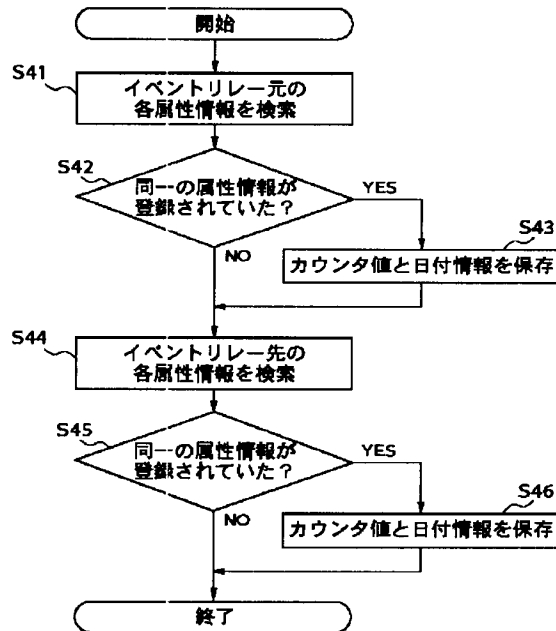 開始
S41
イベントリレー元の
各属性情報を検索
S42
同一の属性情報が
登録されていた？
YES
NO
S43
カウンタ値と日付情報を保存
S44
イベントリレー先の
各属性情報を検索
S45
同一の属性情報が
登録されていた？
YES
NO
S46
カウンタ値と日付情報を保存
終了